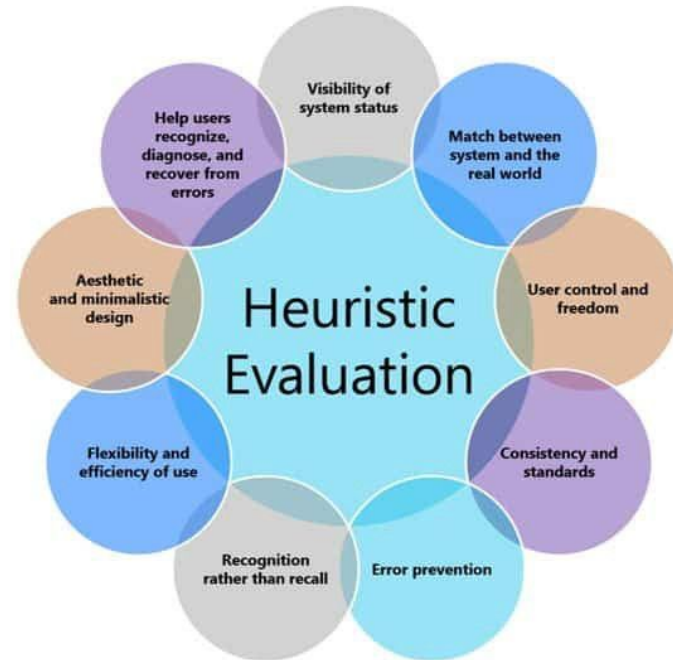 Visibility of
system status
Match between
system and the
real world
User control and
freedom
Consistency and
standards
Error prevention
Recognition
rather than recall
Flexibility and
efficiency of use
Aesthetic
and minimalistic
design
Help users
recognize,
diagnose, and
recover from
errors
Heuristic
Evaluation